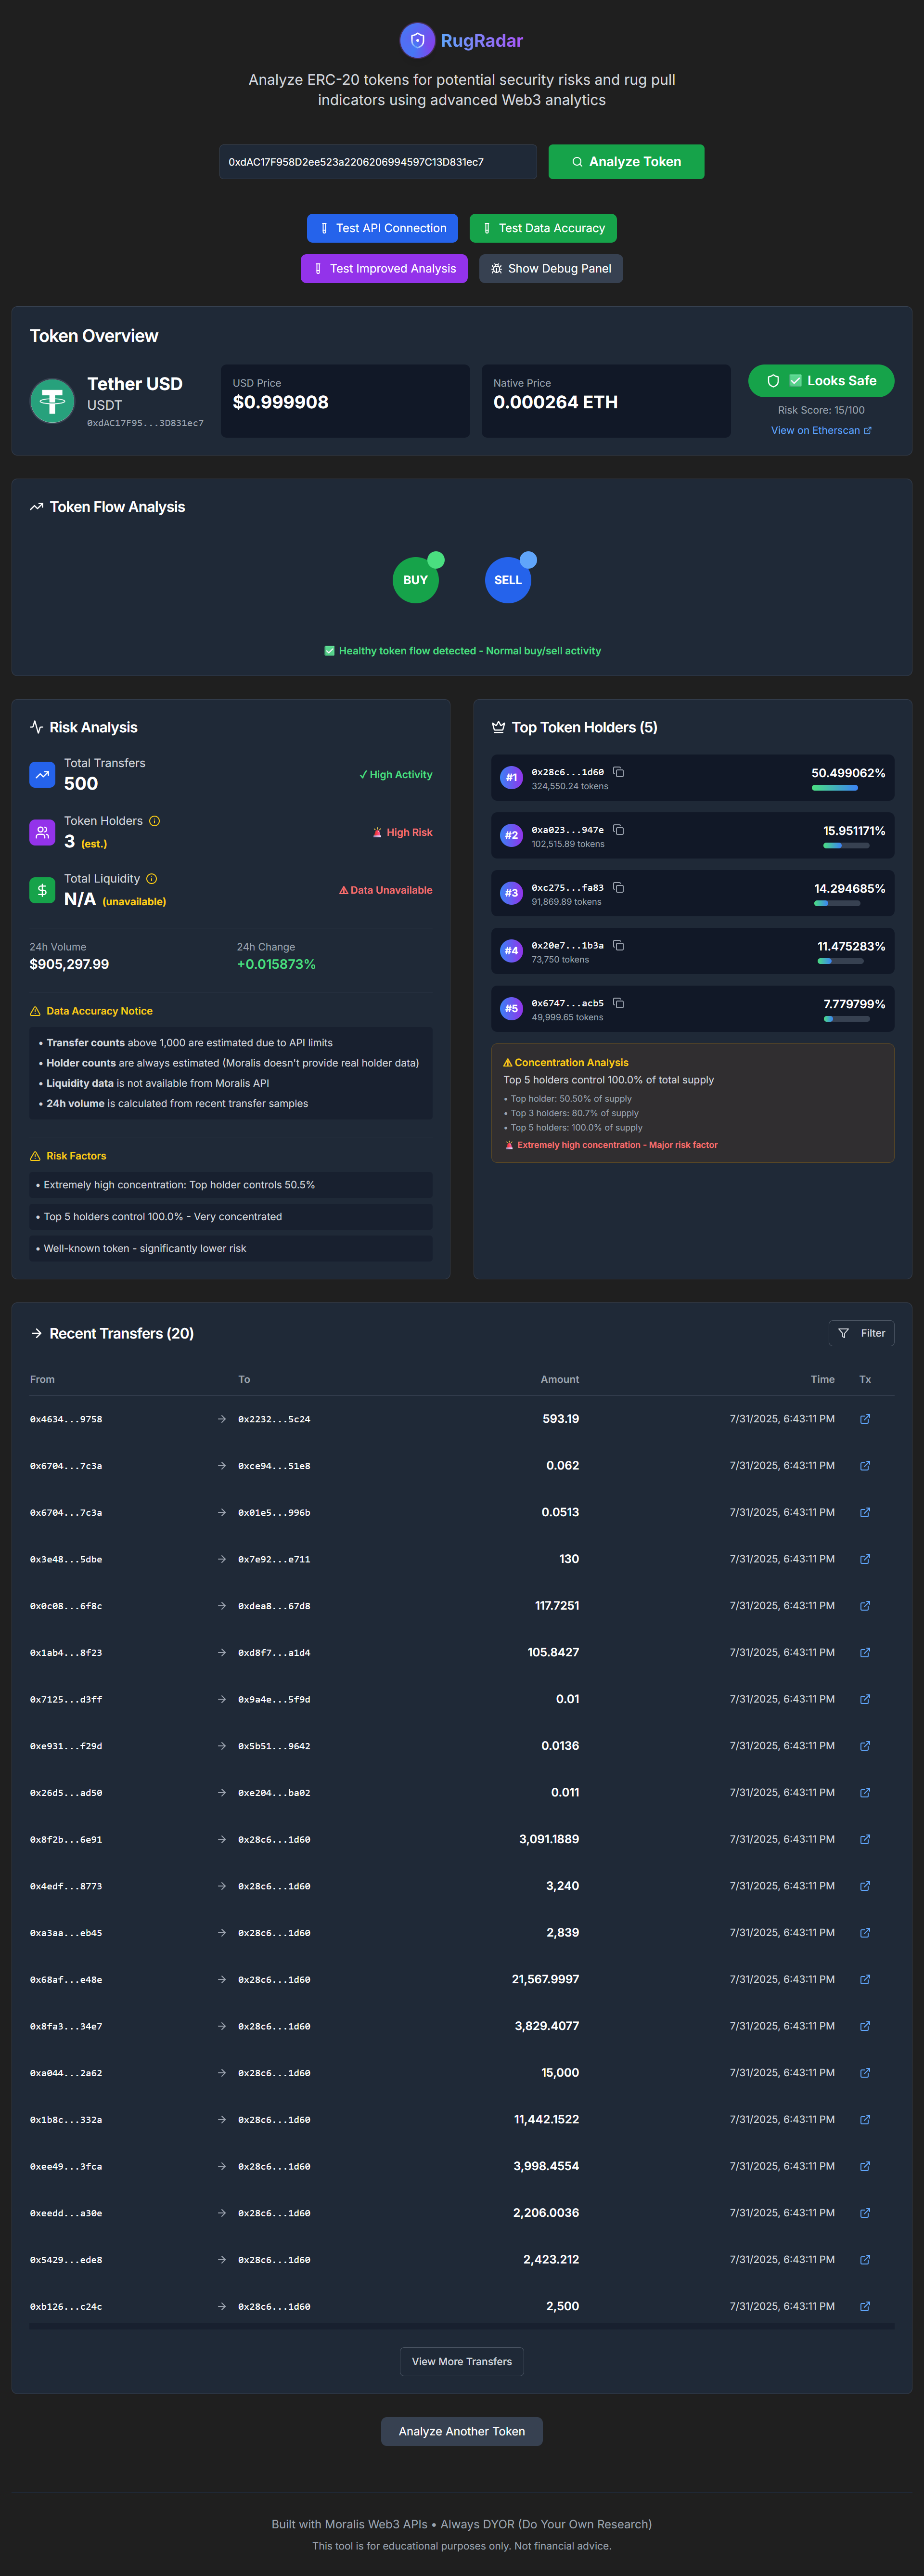 RugRadar
Analyze ERC-20 tokens for potential security risks and rug pull
indicators using advanced Web3 analytics
0xdAC17F958D2ee523a2206206994597C13D831ec7
Analyze Token
Test API Connection
Test Data Accuracy
Test Improved Analysis
Show Debug Panel
Token Overview
Tether USD
USDT
0xdAC17F95...3D831ec7
USD Price
$0.999908
Native Price
0.000264 ETH
✅ Looks Safe
Risk Score: 15/100
View on Etherscan
Token Flow Analysis
BUY
SELL
✅ Healthy token flow detected - Normal buy/sell activity
Risk Analysis
Total Transfers
500
✓ High Activity
Token Holders
3 (est.)
🚨 High Risk
Total Liquidity
N/A (unavailable)
⚠ Data Unavailable
24h Volume
$905,297.99
24h Change
+0.015873%
Data Accuracy Notice
• Transfer counts above 1,000 are estimated due to API limits
• Holder counts are always estimated (Moralis doesn't provide real holder data)
• Liquidity data is not available from Moralis API
• 24h volume is calculated from recent transfer samples
Risk Factors
• Extremely high concentration: Top holder controls 50.5%
• Top 5 holders control 100.0% - Very concentrated
• Well-known token - significantly lower risk
Top Token Holders (5)
#1
0x28c6...1d60
324,550.24 tokens
50.499062%
#2
0xa023...947e
102,515.89 tokens
15.951171%
#3
0xc275...fa83
91,869.89 tokens
14.294685%
#4
0x20e7...1b3a
73,750 tokens
11.475283%
#5
0x6747...acb5
49,999.65 tokens
7.779799%
⚠ Concentration Analysis
Top 5 holders control 100.0% of total supply
• Top holder: 50.50% of supply
• Top 3 holders: 80.7% of supply
• Top 5 holders: 100.0% of supply
🚨 Extremely high concentration - Major risk factor
Recent Transfers (20)
Filter
From To Amount Time Tx
0x4634...9758 → 0x2232...5c24 593.19 7/31/2025, 6:43:11 PM
0x6704...7c3a → 0xce94...51e8 0.062 7/31/2025, 6:43:11 PM
0x6704...7c3a → 0x01e5...996b 0.0513 7/31/2025, 6:43:11 PM
0x3e48...5dbe → 0x7e92...e711 130 7/31/2025, 6:43:11 PM
0x0c08...6f8c → 0xdea8...67d8 117.7251 7/31/2025, 6:43:11 PM
0x1ab4...8f23 → 0xd8f7...a1d4 105.8427 7/31/2025, 6:43:11 PM
0x7125...d3ff → 0x9a4e...5f9d 0.01 7/31/2025, 6:43:11 PM
0xe931...f29d → 0x5b51...9642 0.0136 7/31/2025, 6:43:11 PM
0x26d5...ad50 → 0xe204...ba02 0.011 7/31/2025, 6:43:11 PM
0x8f2b...6e91 → 0x28c6...1d60 3,091.1889 7/31/2025, 6:43:11 PM
0x4edf...8773 → 0x28c6...1d60 3,240 7/31/2025, 6:43:11 PM
0xa3aa...eb45 → 0x28c6...1d60 2,839 7/31/2025, 6:43:11 PM
0x68af...e48e → 0x28c6...1d60 21,567.9997 7/31/2025, 6:43:11 PM
0x8fa3...34e7 → 0x28c6...1d60 3,829.4077 7/31/2025, 6:43:11 PM
0xa044...2a62 → 0x28c6...1d60 15,000 7/31/2025, 6:43:11 PM
0x1b8c...332a → 0x28c6...1d60 11,442.1522 7/31/2025, 6:43:11 PM
0xee49...3fca → 0x28c6...1d60 3,998.4554 7/31/2025, 6:43:11 PM
0xeedd...a30e → 0x28c6...1d60 2,206.0036 7/31/2025, 6:43:11 PM
0x5429...ede8 → 0x28c6...1d60 2,423.212 7/31/2025, 6:43:11 PM
0xb126...c24c → 0x28c6...1d60 2,500 7/31/2025, 6:43:11 PM
View More Transfers
Analyze Another Token
Built with Moralis Web3 APIs • Always DYOR (Do Your Own Research)
This tool is for educational purposes only. Not financial advice.